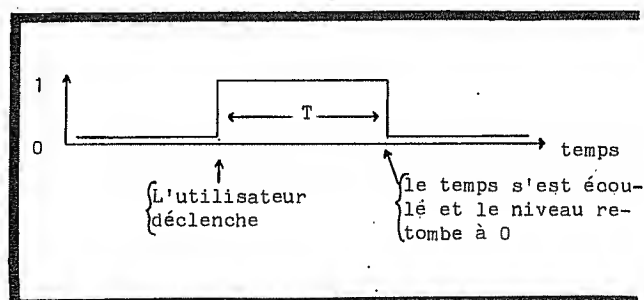 1
T
0
temps
L'utilisateur
déclenche
le temps s'est écou-
lé et le niveau re-
tombe à 0